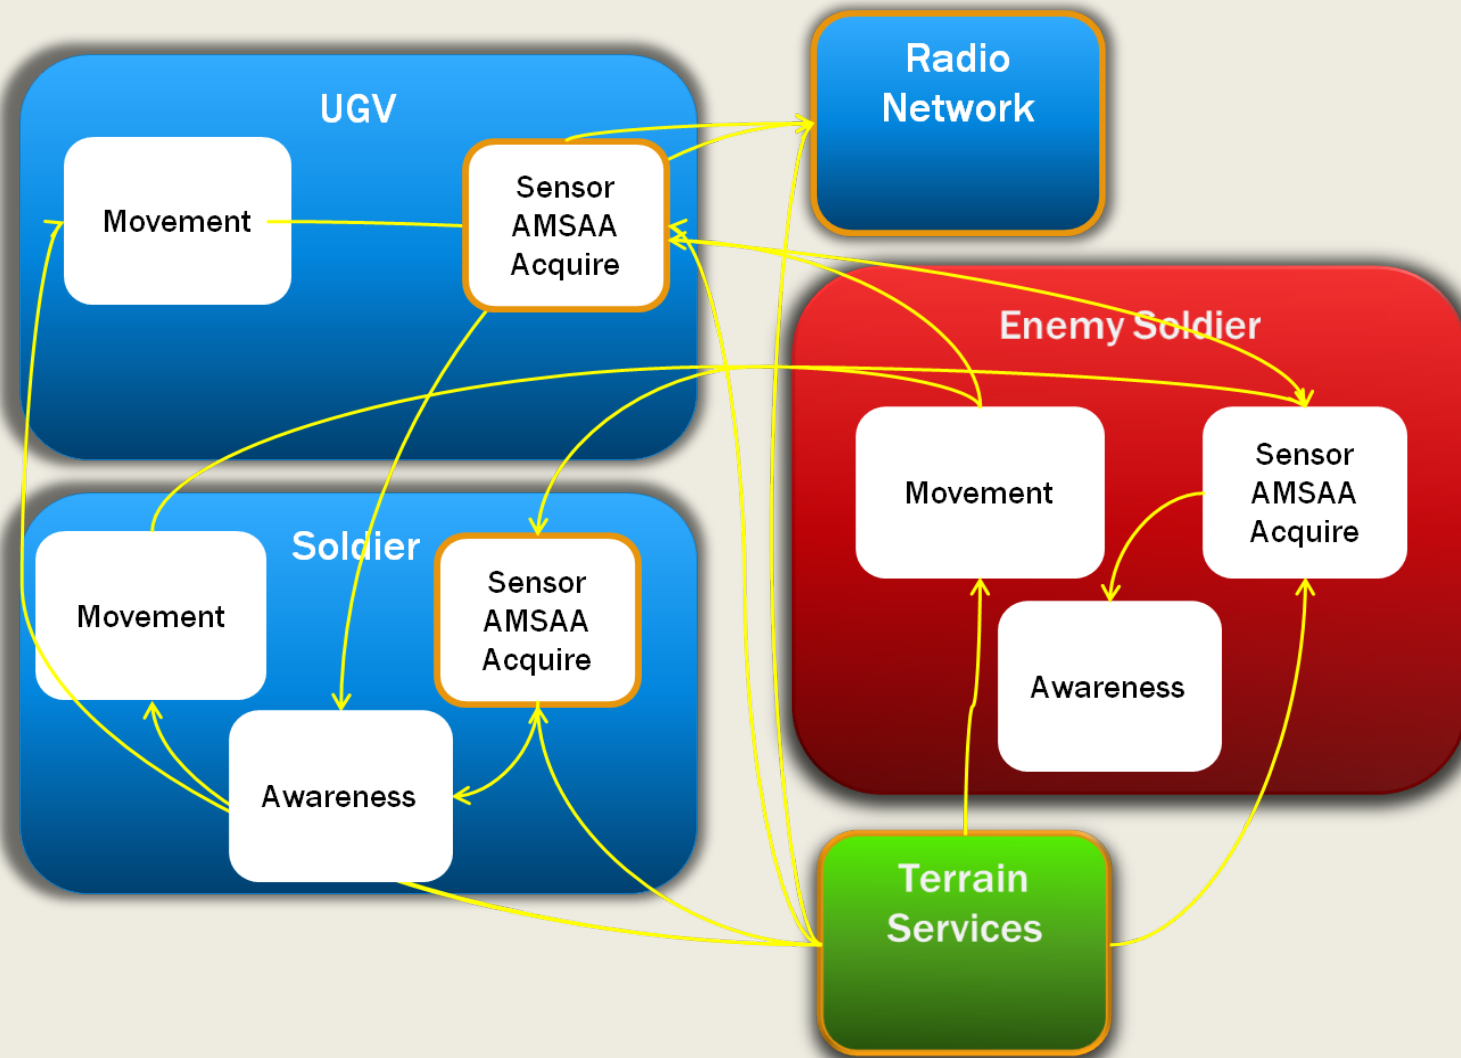 UGV
Movement
Sensor
AMSAA
Acquire
Radio
Network
Enemy Soldier
Movement
Sensor
AMSAA
Acquire
Awareness
Soldier
Movement
Sensor
AMSAA
Acquire
Awareness
Terrain
Services